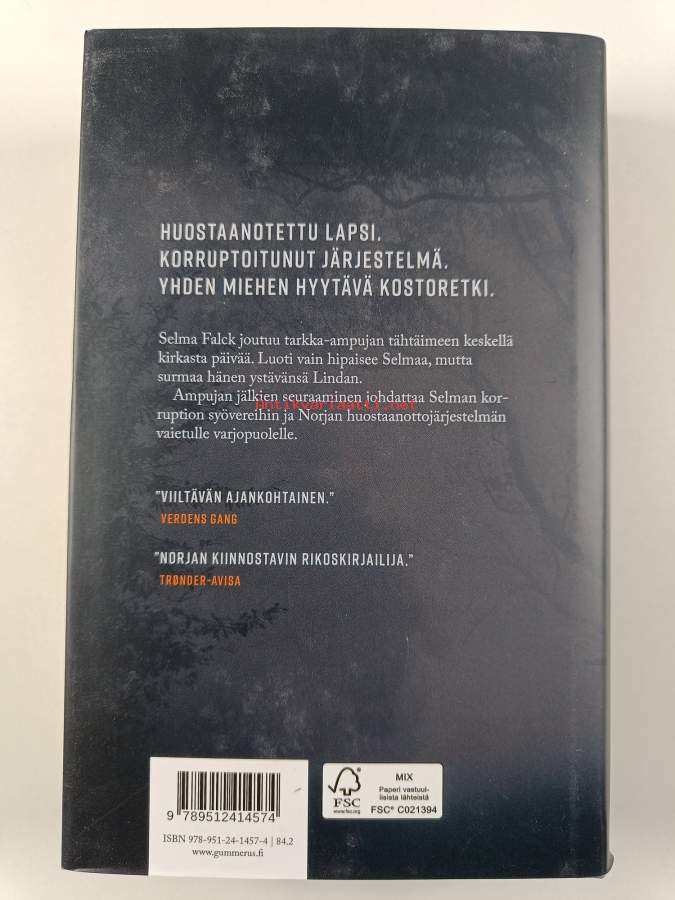 HUOSTAANOTETTU LAPSI.
KORRUPTOITUNUT JÄRJESTELMÄ.
YHDEN MIEHEN HYYTÄVÄ KOSTORETKI.
Selma Falck joutuu tarkka-ampujan tähtäimeen keskellä
kirkasta päivää. Luoti vain hipaisee Selmaa, mutta
surmaa hänen ystävänsä Lindan.
Ampujan jälkien seuraaminen johdattaa Selman kor-
antikvariaatti.net
ruption syövereihin ja Norjan huostaanottojärjestelmän
vaietulle varjopuolelle.
"VIILTÄVÄN AJANKOHTAINEN."
VERDENS GANG
"NORJAN KIINNOSTAVIN RIKOSKIRJAILIJA."
TRØNDER-AVISA
9 789512 414574
ISBN 978-951-24-1457-4 | 84.2
www.gummerus.fi
FSC
www.fsc.org
MIX
Paperi vastuul-
lisista lähteistä
FSC® C021394